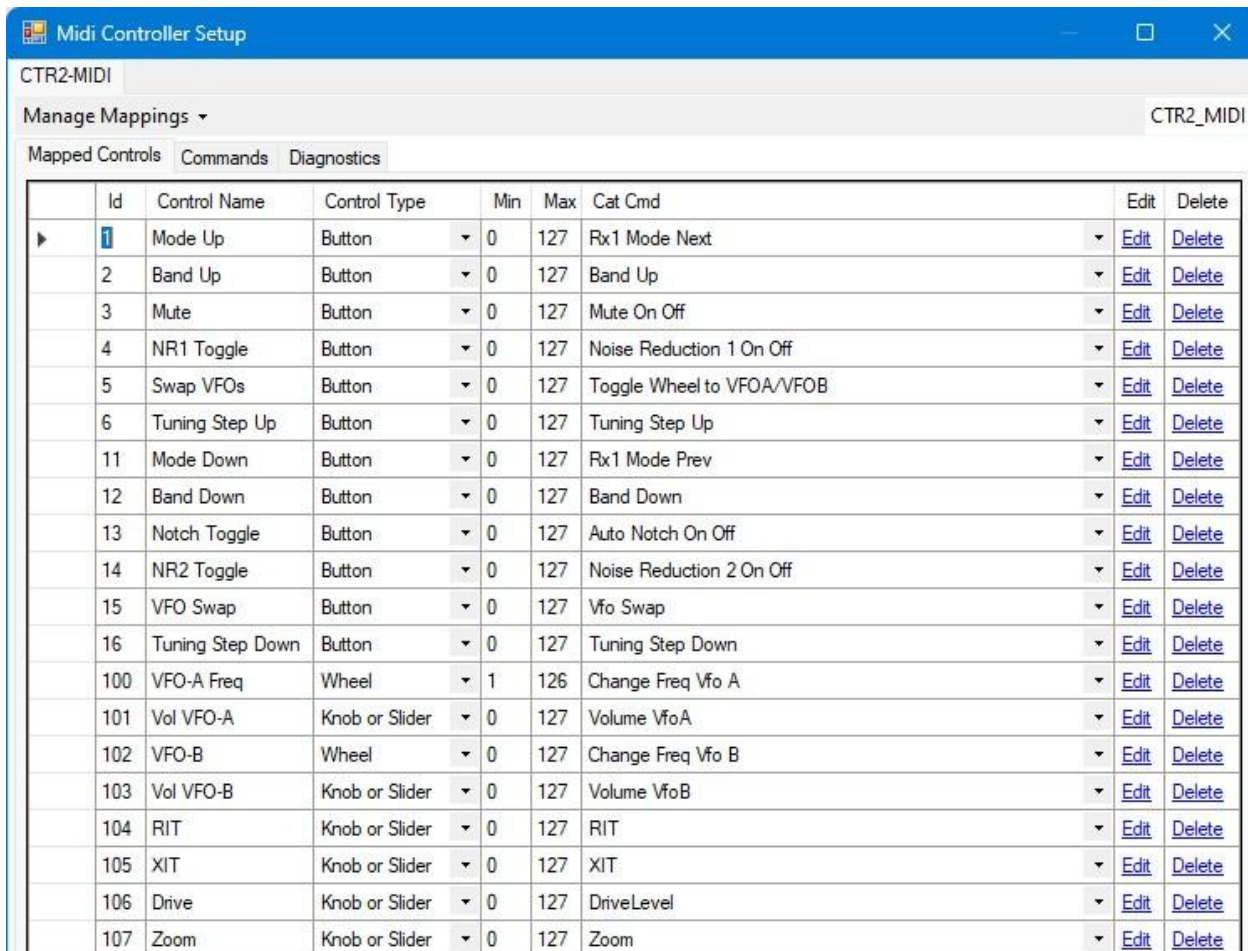 Midi Controller Setup
CTR2-MIDI
Manage Mappings CTR2_MIDI
Mapped Controls Commands Diagnostics
Id Control Name Control Type Min Max Cat Cmd Edit Delete
1 Mode Up Button 0 127 Rx1 Mode Next Edit Delete
2 Band Up Button 0 127 Band Up Edit Delete
3 Mute Button 0 127 Mute On Off Edit Delete
4 NR1 Toggle Button 0 127 Noise Reduction 1 On Off Edit Delete
5 Swap VFOs Button 0 127 Toggle Wheel to VFOA/VFOB Edit Delete
6 Tuning Step Up Button 0 127 Tuning Step Up Edit Delete
11 Mode Down Button 0 127 Rx1 Mode Prev Edit Delete
12 Band Down Button 0 127 Band Down Edit Delete
13 Notch Toggle Button 0 127 Auto Notch On Off Edit Delete
14 NR2 Toggle Button 0 127 Noise Reduction 2 On Off Edit Delete
15 VFO Swap Button 0 127 Vfo Swap Edit Delete
16 Tuning Step Down Button 0 127 Tuning Step Down Edit Delete
100 VFO-A Freq Wheel 1 126 Change Freq Vfo A Edit Delete
101 Vol VFO-A Knob or Slider 0 127 Volume VfoA Edit Delete
102 VFO-B Wheel 0 127 Change Freq Vfo B Edit Delete
103 Vol VFO-B Knob or Slider 0 127 Volume VfoB Edit Delete
104 RIT Knob or Slider 0 127 RIT Edit Delete
105 XIT Knob or Slider 0 127 XIT Edit Delete
106 Drive Knob or Slider 0 127 DriveLevel Edit Delete
107 Zoom Knob or Slider 0 127 Zoom Edit Delete